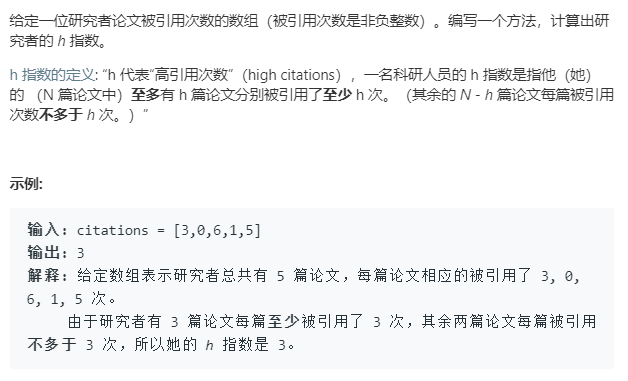 给定一位研究者论文被引用次数的数组（被引用次数是非负整数）。编写一个方法，计算出研
究者的 h 指数。
h 指数的定义: “h 代表“高引用次数”（high citations），一名科研人员的 h 指数是指他（她）
的 （N 篇论文中）至多有 h 篇论文分别被引用了至少 h 次。（其余的 N - h 篇论文每篇被引用
次数不多于 h 次。）”
示例:
输入: citations = [3,0,6,1,5]
输出: 3
解释: 给定数组表示研究者总共有 5 篇论文，每篇论文相应的被引用了 3, 0,
6, 1, 5 次。
由于研究者有 3 篇论文每篇至少被引用了 3 次，其余两篇论文每篇被引用
不多于 3 次，所以她的 h 指数是 3。